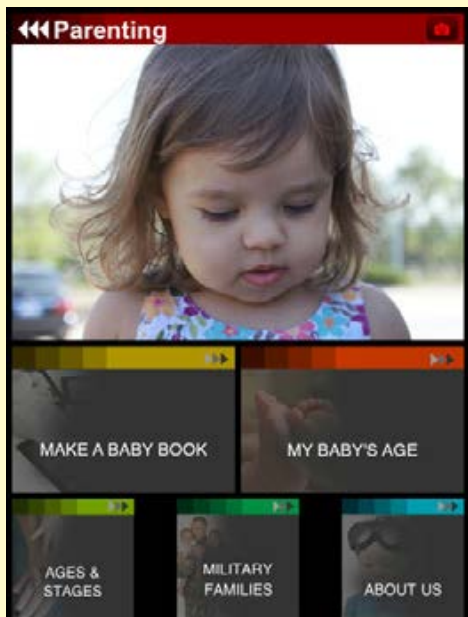 Parenting
MAKE A BABY BOOK
MY BABY'S AGE
AGES &
STAGES
MILITARY
FAMILIES
ABOUT US